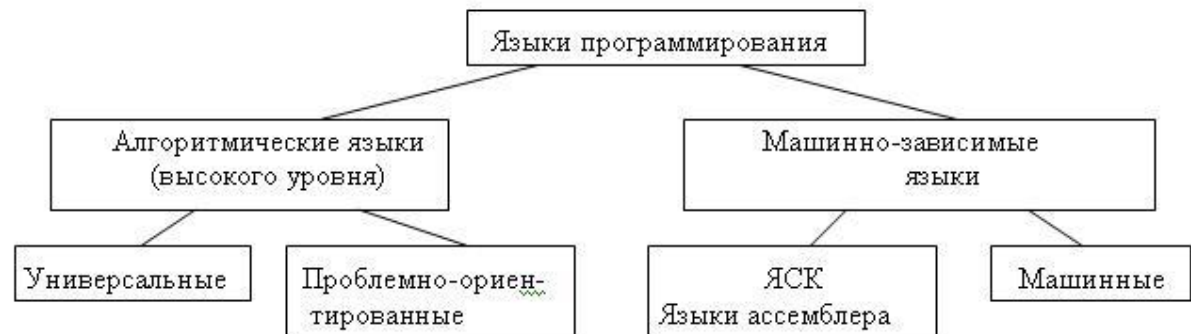 Языки программирования
Алгоритмические языки
(высокого уровня)
Машинно-зависимые
языки
Универсальные
Проблемно-ориен-
тированные
ЯСК
Языки ассемблера
Машинные